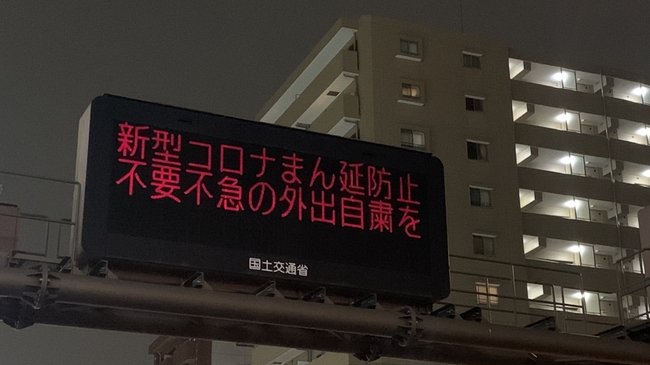 新型コロナまん延防止
不要不急の外出自粛を
国土交通省